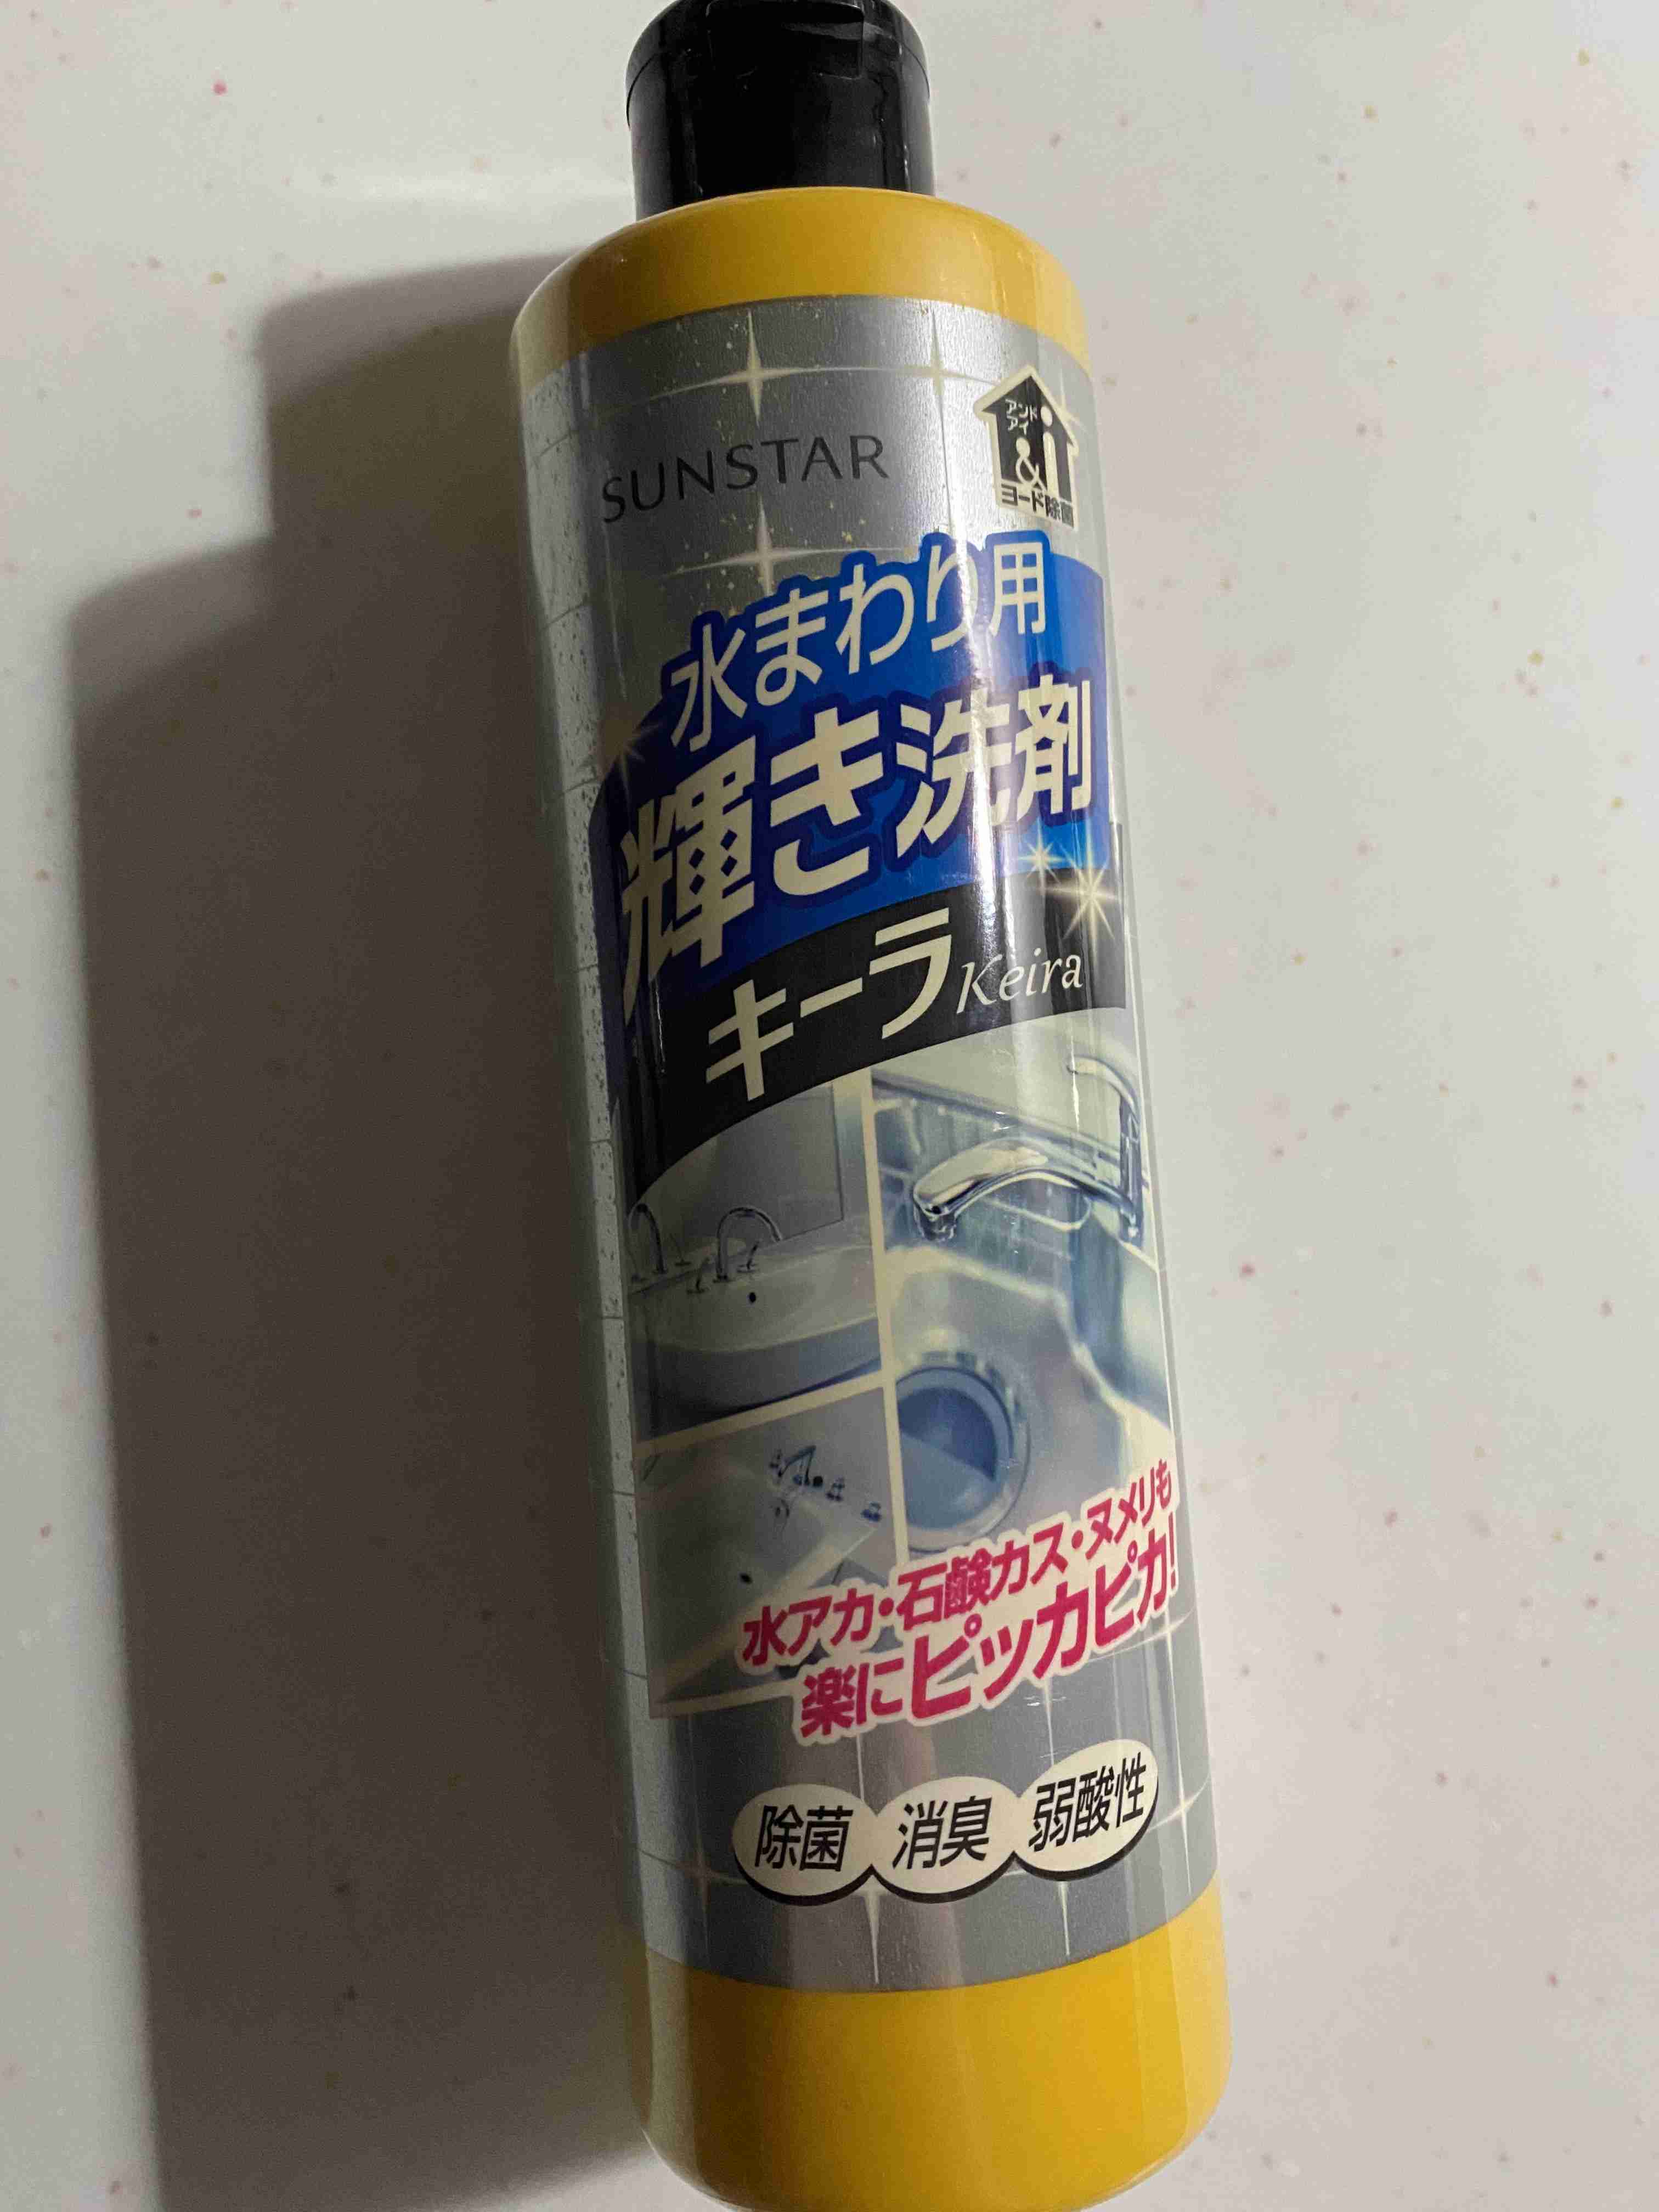 SUNSTAR
アンド
アイ
&i
ヨード除菌
水まわり用
輝き洗剤
キーラ Keira
水アカ・石鹸カス・ヌメリも
楽にピッカピカ!
除菌 消臭 弱酸性